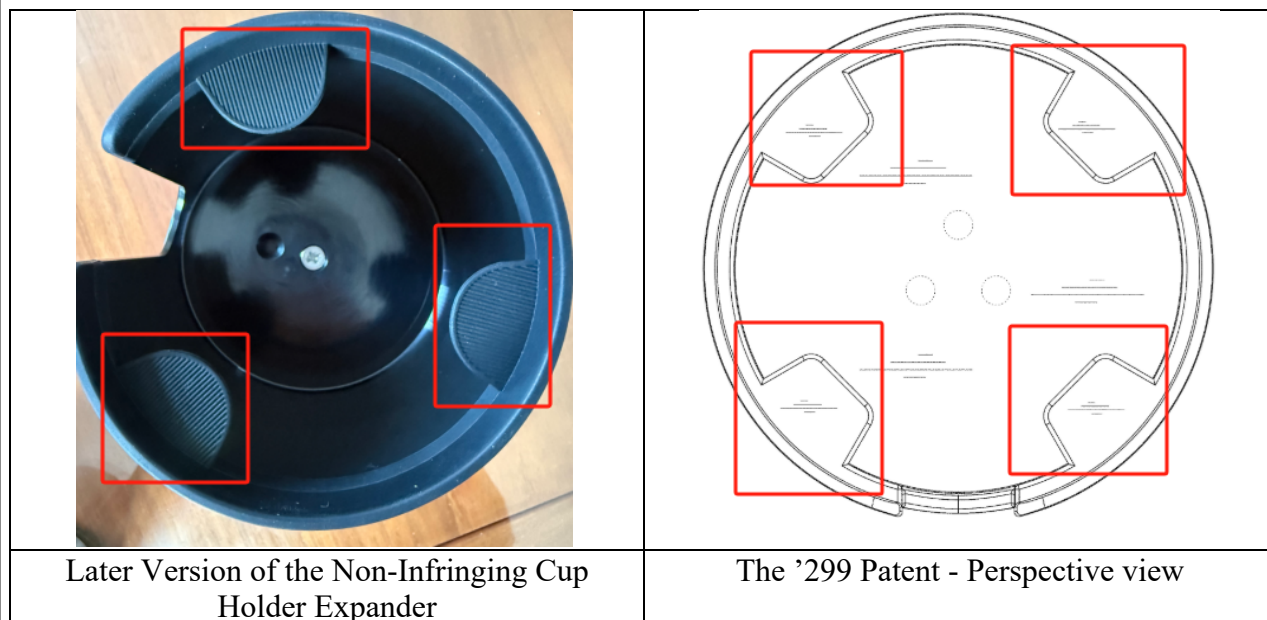 Later Version of the Non-Infringing Cup
Holder Expander
The ’299 Patent - Perspective view